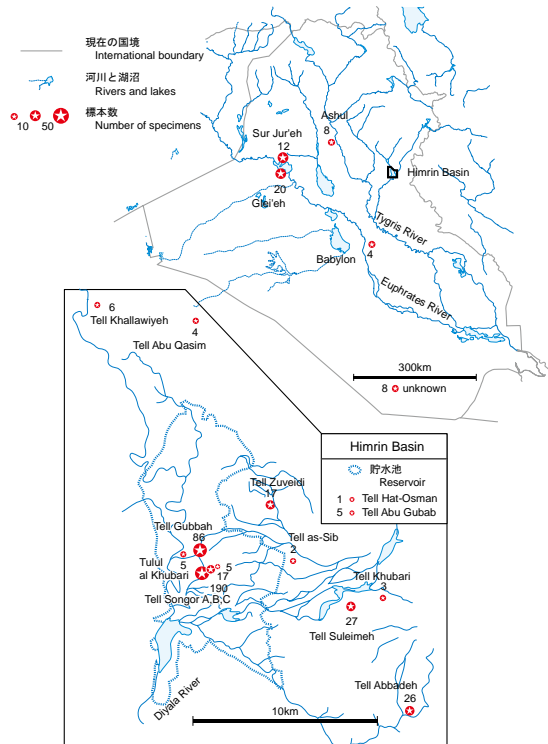 現在の国境
International boundary
河川と湖沼
Rivers and lakes
標本数
10 50 Number of specimens
Ashul
8
Sur Jur'eh
12
20
Himrin Basin
Tygris River
4
Babylon
Euphrates River
300km
8 unknown
6
Tell Khallawiyeh
4
Tell Abu Qasim
Himrin Basin
貯水池
Reservoir
1 Tell Hat-Osman
5 Tell Abu Gubab
Tell Zuveidi
17
Tell Gubbah
86
Tell as-Sib
2
5
5
Tulul
al Khubari
17
190
Tell Songor A,B,C
Tell Khubari
3
27
Tell Suleimeh
Tell Abbadeh
26
Diyala River
10km